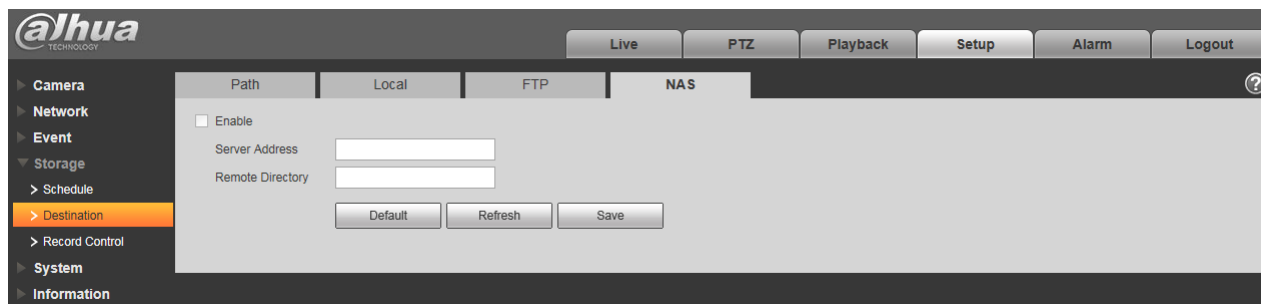 alhua
TECHNOLOGY
Live PTZ Playback Setup Alarm Logout
Camera
Network
Event
Storage
> Schedule
> Destination
> Record Control
System
Information
Path Local FTP NAS ?
Enable
Server Address
Remote Directory
Default Refresh Save